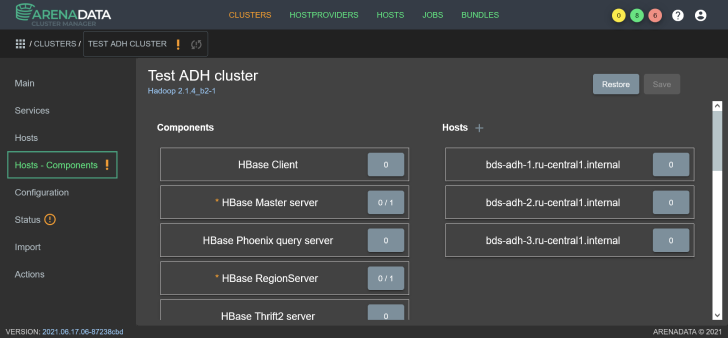 ARENADATA
CLUSTER MANAGER
CLUSTERS HOSTPROVIDERS HOSTS JOBS BUNDLES
0 8 6 ?
/ CLUSTERS / TEST ADH CLUSTER !
Main
Services
Hosts
Hosts - Components !
Configuration
Status !
Import
Actions
Test ADH cluster
Hadoop 2.1.4_b2-1
Restore Save
Components
HBase Client 0
* HBase Master server 0 / 1
HBase Phoenix query server 0
* HBase RegionServer 0 / 1
HBase Thrift2 server 0
Hosts +
bds-adh-1.ru-central1.internal 0
bds-adh-2.ru-central1.internal 0
bds-adh-3.ru-central1.internal 0
VERSION: 2021.06.17.06-87238cbd
ARENADATA © 2021